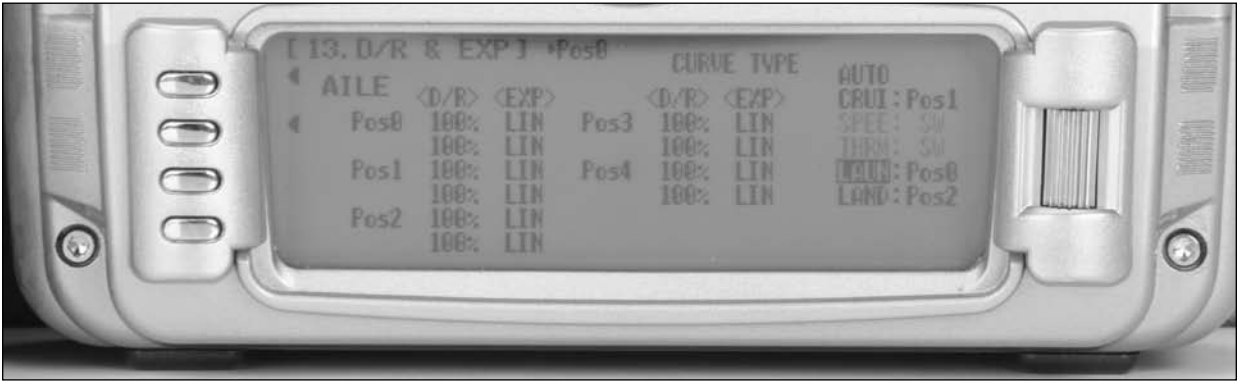 [ 13. D/R & EXP ] ▸Pos0 CURVE TYPE AUTO
AILE <D/R> <EXP> <D/R> <EXP> CRUI: Pos1
Pos0 100% LIN Pos3 100% LIN SPEE: SW
100% LIN 100% LIN THRM: SW
Pos1 100% LIN Pos4 100% LIN LAUN: Pos0
100% LIN 100% LIN LAND: Pos2
Pos2 100% LIN
100% LIN